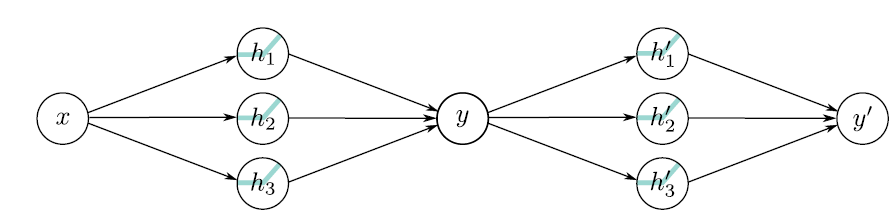 h₁ h′₁
x h₂ y h′₂ y′
h₃ h′₃